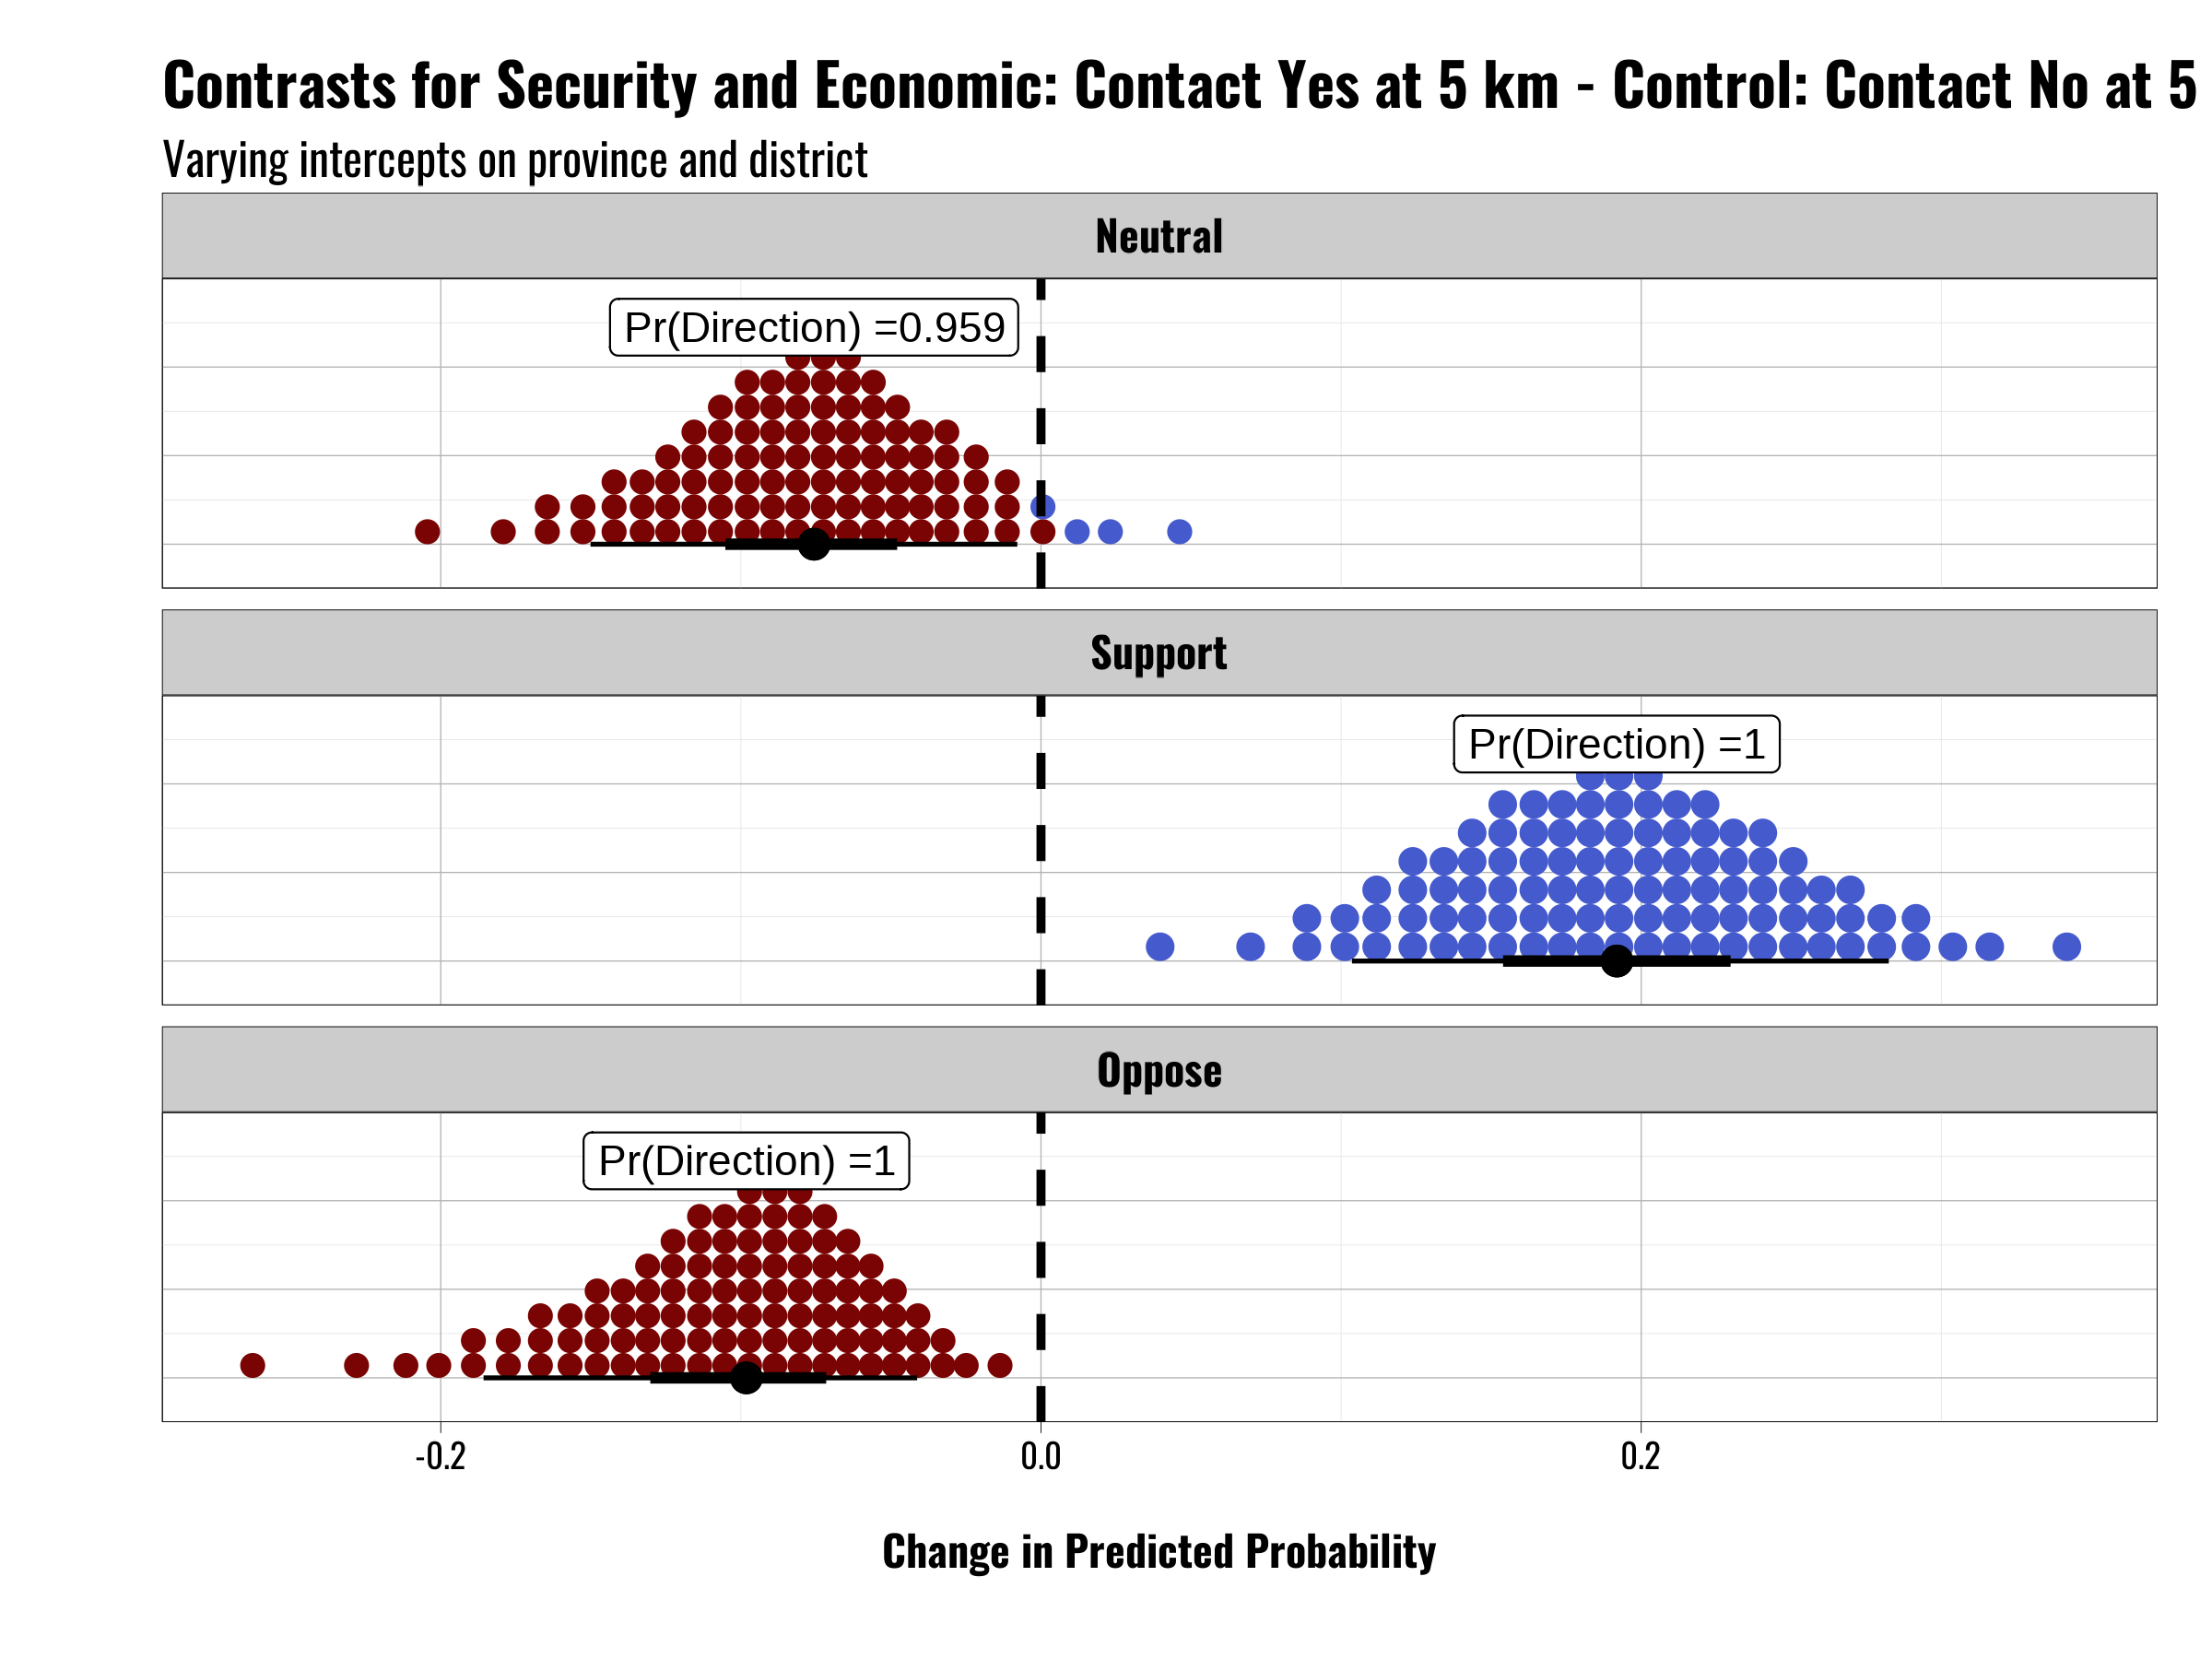 Contrasts for Security and Economic: Contact Yes at 5 km - Control: Contact No at 5
Varying intercepts on province and district
Neutral
Pr(Direction) =0.959
Support
Pr(Direction) =1
Oppose
Pr(Direction) =1
-0.2 0.0 0.2
Change in Predicted Probability